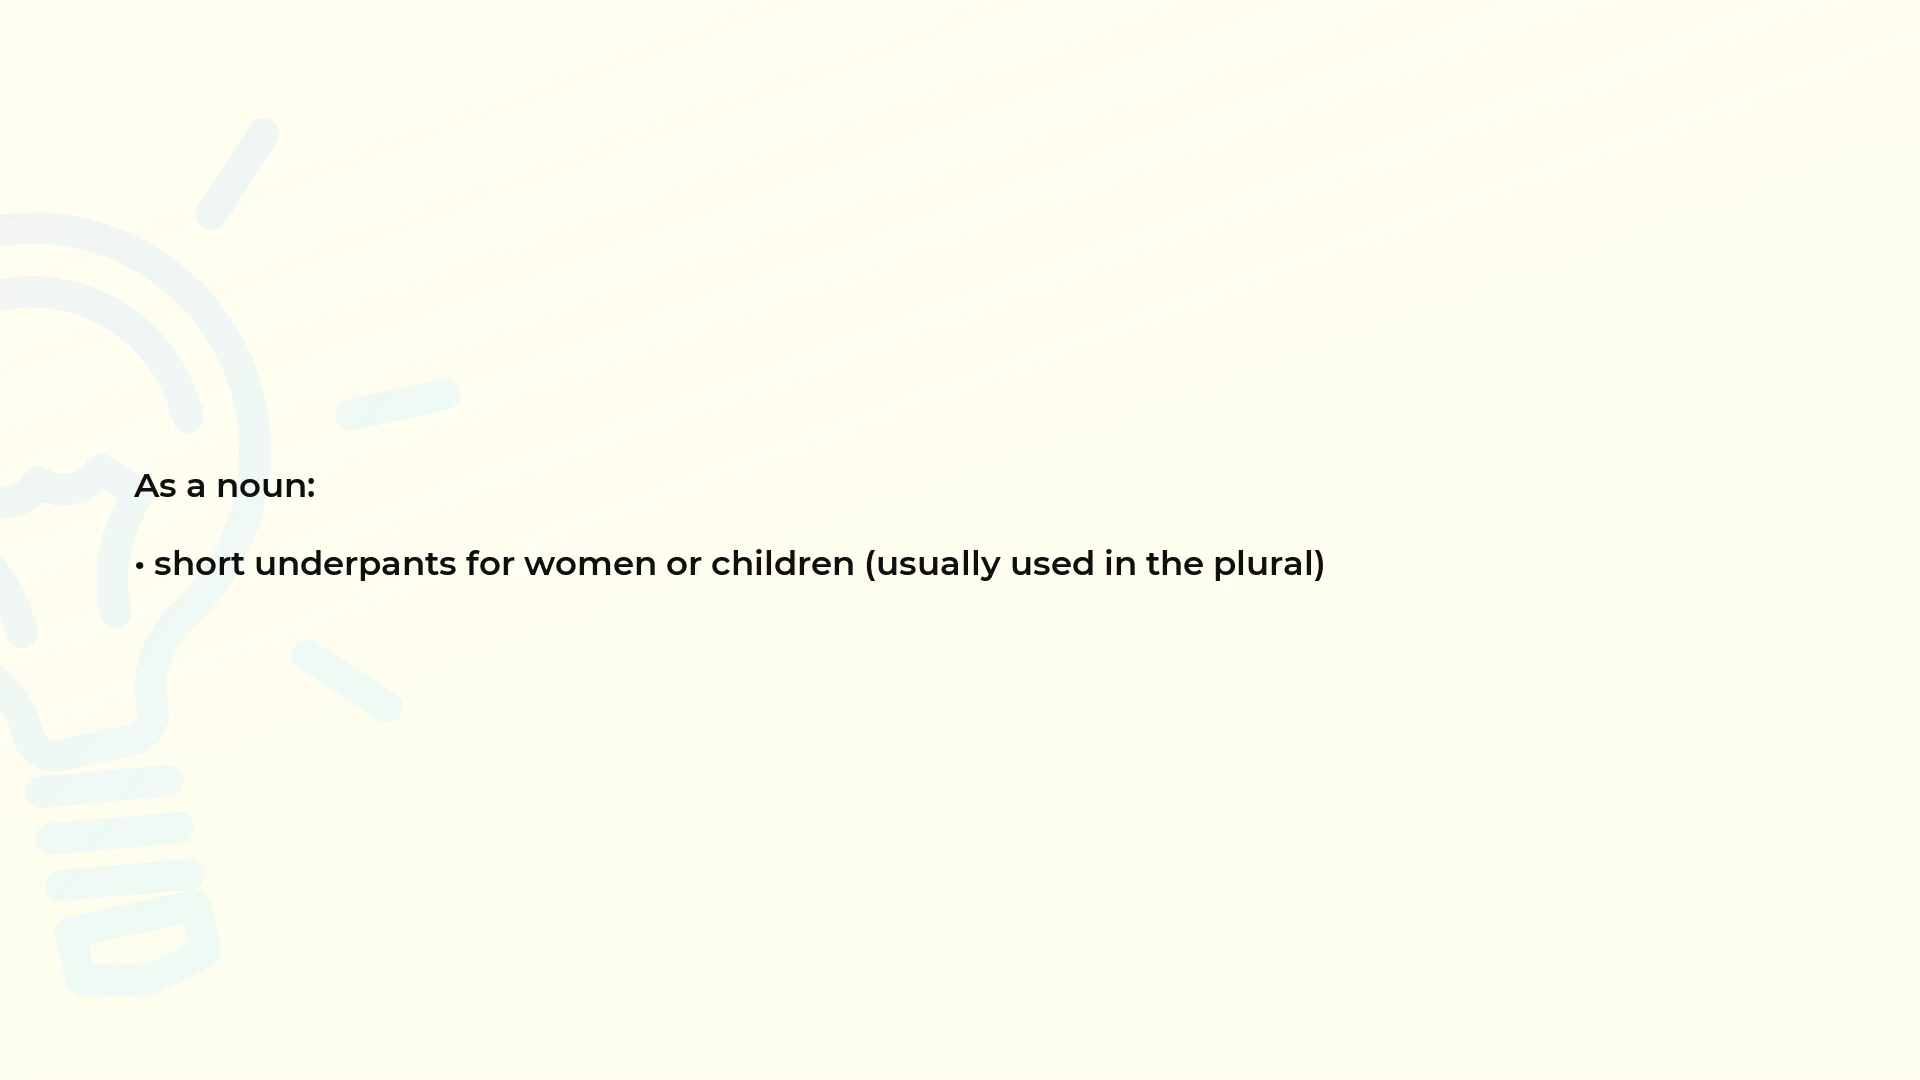 As a noun:
• short underpants for women or children (usually used in the plural)